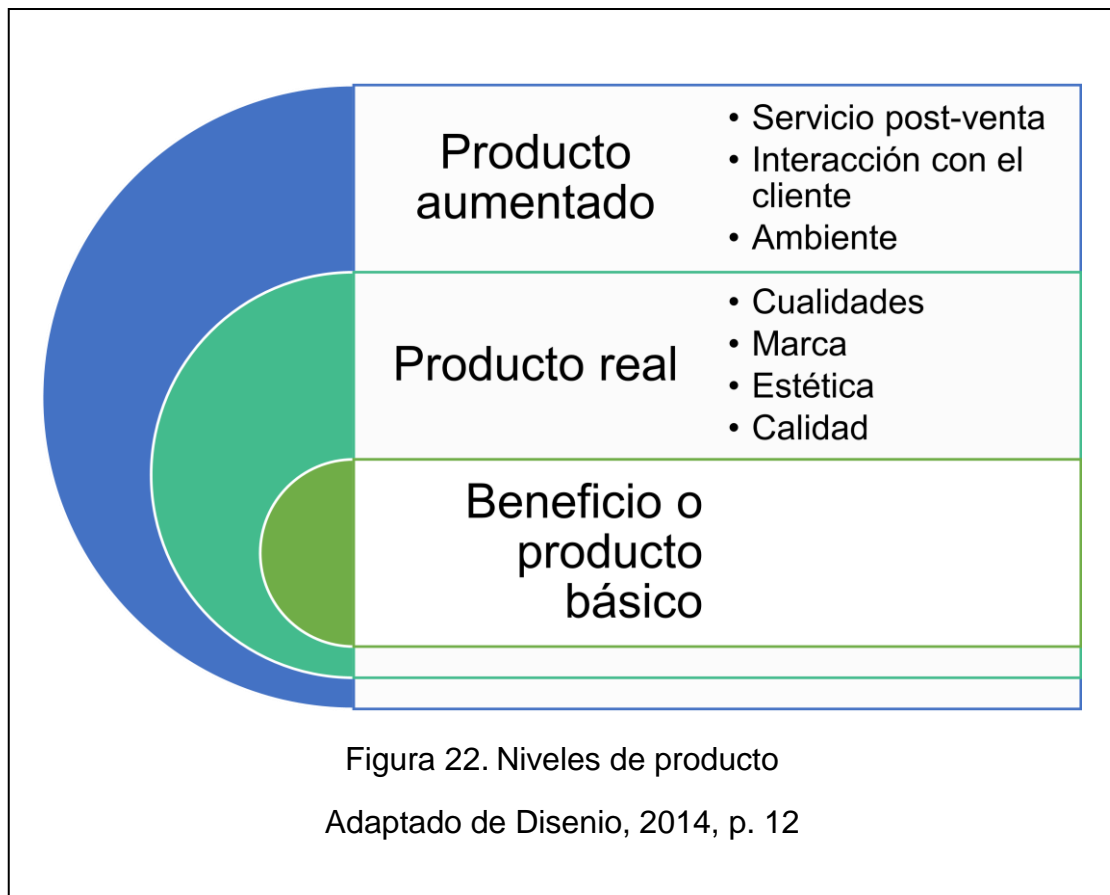 Producto
aumentado
• Servicio post-venta
• Interacción con el
cliente
• Ambiente
Producto real
• Cualidades
• Marca
• Estética
• Calidad
Beneficio o
producto
básico
Figura 22. Niveles de producto
Adaptado de Disenio, 2014, p. 12